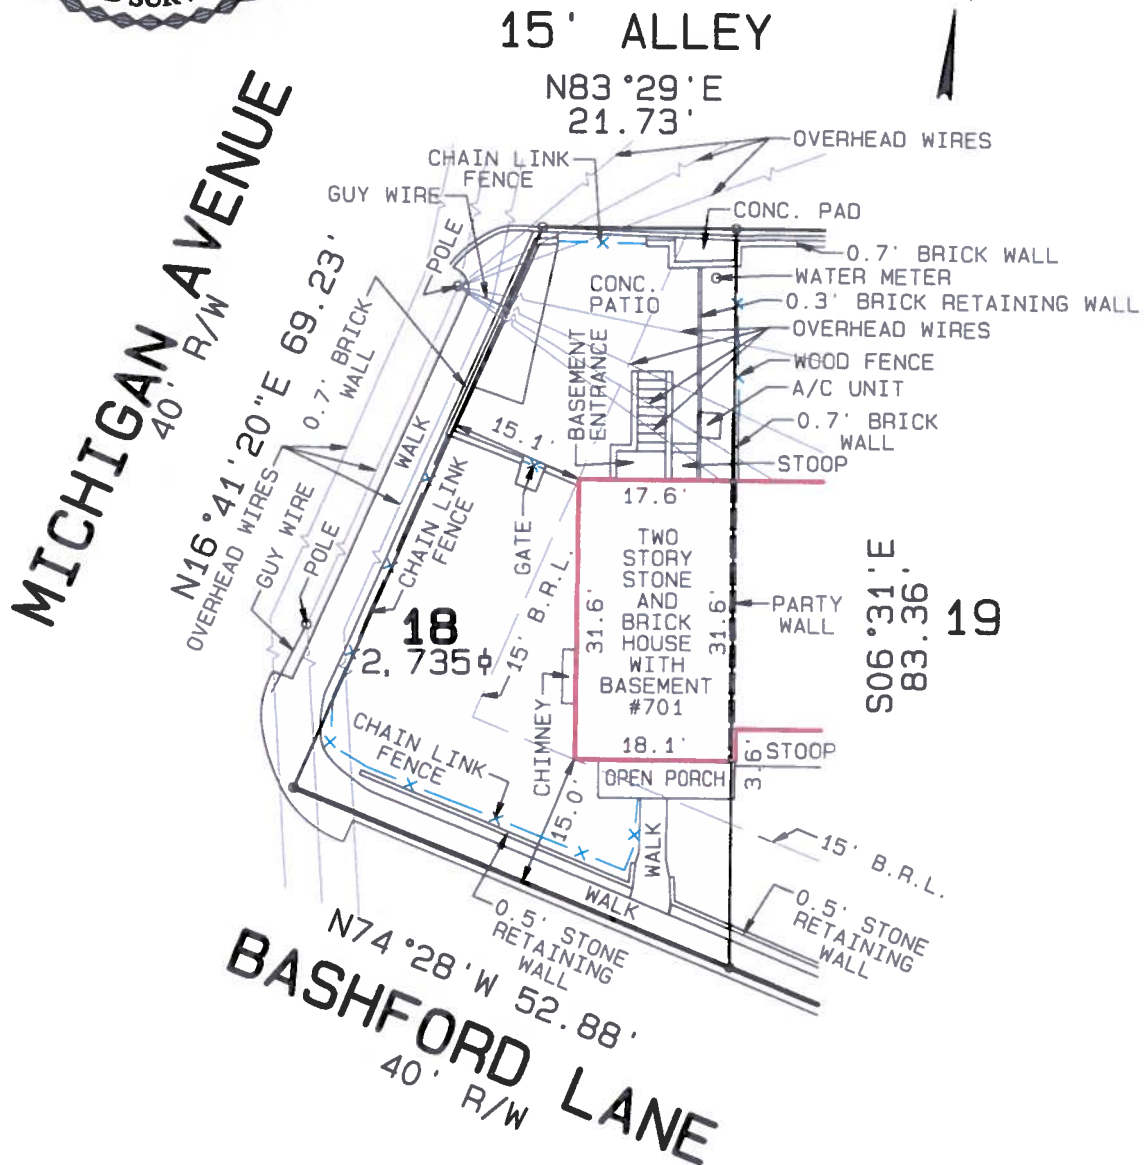 SUR
15' ALLEY
N83°29'E
21.73'
OVERHEAD WIRES
CHAIN LINK
FENCE
GUY WIRE
CONC. PAD
POLE
0.7' BRICK WALL
WATER METER
CONC.
PATIO
0.3' BRICK RETAINING WALL
OVERHEAD WIRES
WOOD FENCE
A/C UNIT
0.7' BRICK
WALL
STOOP
BASEMENT
ENTRANCE
MICHIGAN AVENUE
40' R/W
N16°41'20"E 69.23'
0.7' BRICK
WALL
OVERHEAD WIRES
GUY WIRE
POLE
WALK
CHAIN LINK
FENCE
15.1'
GATE
17.6'
TWO
STORY
STONE
AND
BRICK
HOUSE
WITH
BASEMENT
#701
31.6'
31.6'
18.1'
PARTY
WALL
S06°31'E
83.36'
19
18
2,735
15' B.R.L.
CHIMNEY
CHAIN LINK
FENCE
OPEN PORCH
3.6'
STOOP
15.0'
WALK
15' B.R.L.
WALK
0.5' STONE
RETAINING
WALL
0.5' STONE
RETAINING
WALL
N74°28'W 52.88'
BASHFORD LANE
40' R/W